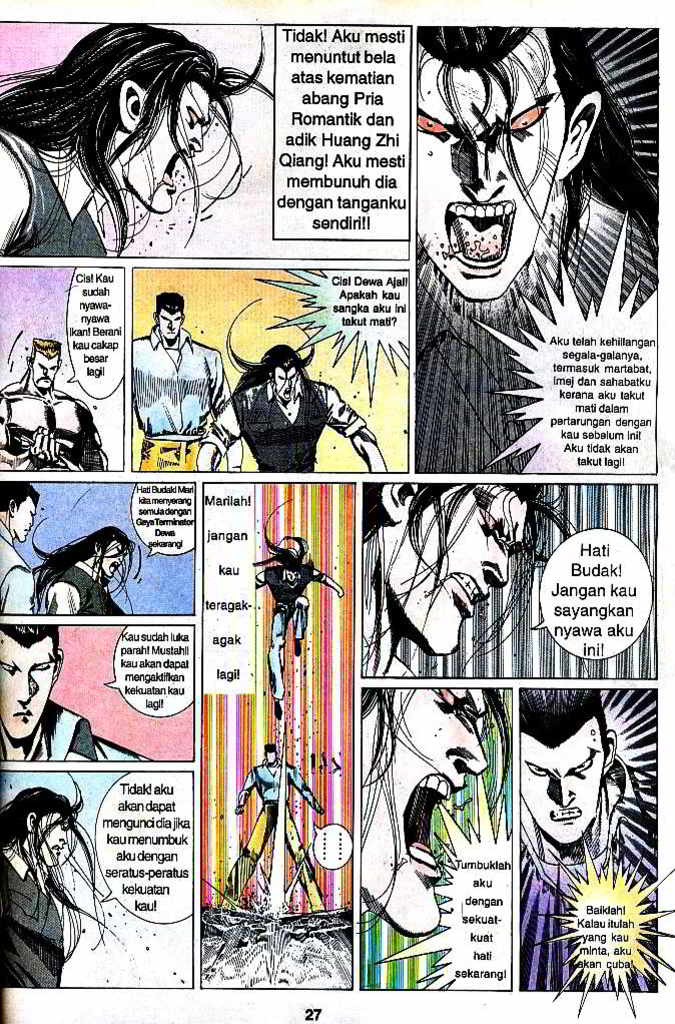 Tidak! Aku mesti
menuntut bela
atas kematian
abang Pria
Romantik dan
adik Huang Zhi
Qiang! Aku mesti
membunuh dia
dengan tanganku
sendiri!!
Aku telah kehillangan
segala-galanya,
termasuk martabat,
imej dan sahabatku
kerana aku takut
mati dalam
pertarungan dengan
kau sebelum ini!
Aku tidak akan
takut lagi!
Cis! Kau
sudah
nyawa-
nyawa
ikan! Berani
kau cakap
besar
lagi!
Cis! Dewa Ajal!
Apakah kau
sangka aku ini
takut mati?
Hati Budak! Mari
kita menyerang
semula dengan
Gaya Terminator
Dewa
sekarang!
Kau sudah luka
parah! Mustahil
kau akan dapat
mengaktifkan
kekuatan kau
lagi!
Tidak! aku
akan dapat
mengunci dia jika
kau menumbuk
aku dengan
seratus-peratus
kekuatan
kau!
Marilah!
jangan
kau
teragak-
agak
lagi!
Hati
Budak!
Jangan kau
sayangkan
nyawa aku
ini!
Tumbuklah
aku
dengan
sekuat-
kuat
hati
sekarang!
Baiklah!
Kalau itulah
yang kau
minta, aku
akan cuba!
27